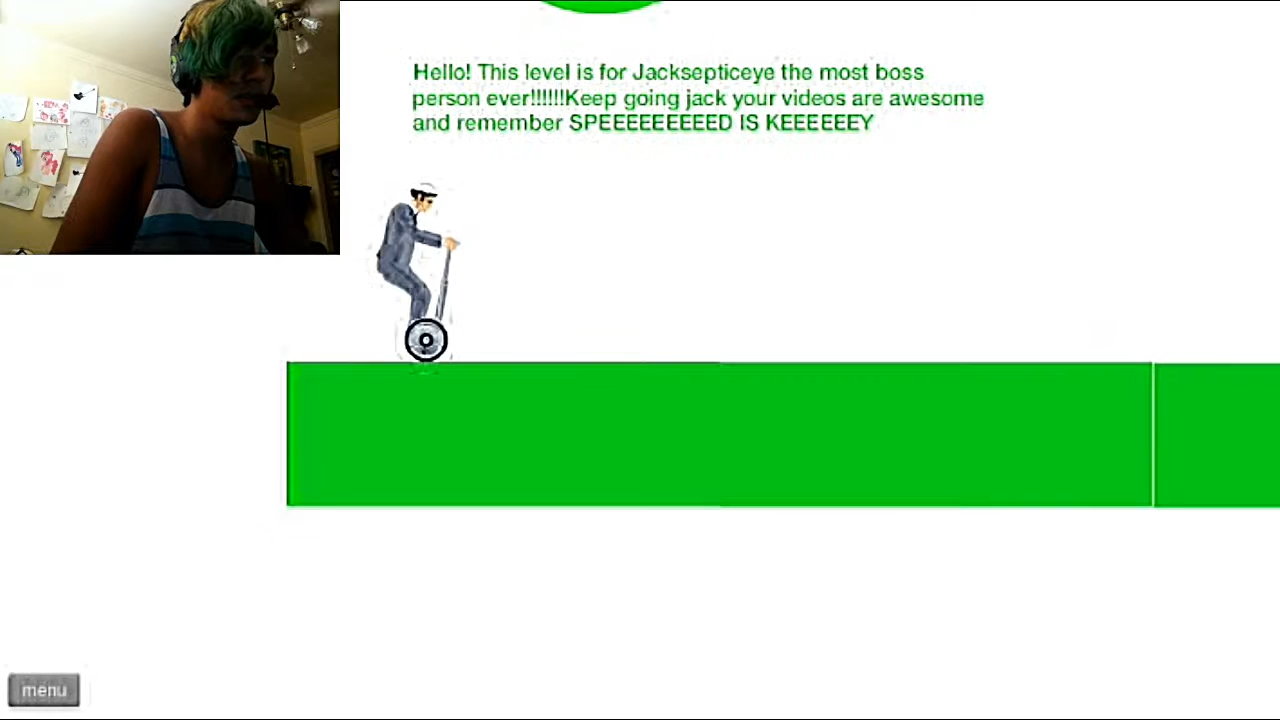 Hello! This level is for Jacksepticeye the most boss
person ever!!!!!!Keep going jack your videos are awesome
and remember SPEEEEEEEEED IS KEEEEEEY
menu